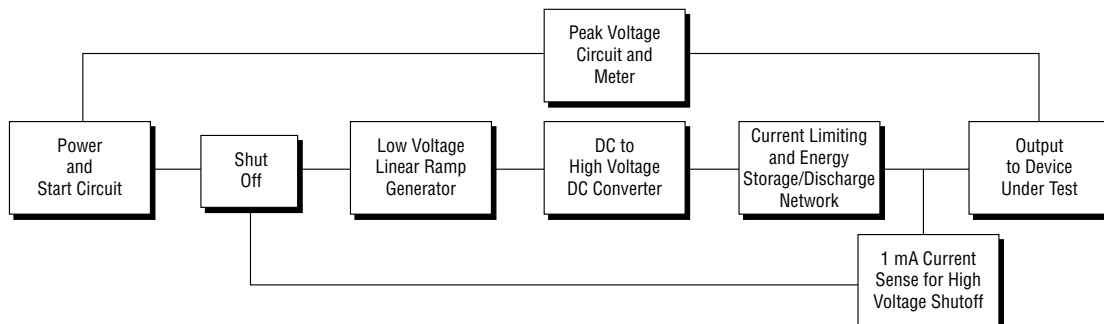 Peak Voltage
Circuit and
Meter
Power
and
Start Circuit
Shut
Off
Low Voltage
Linear Ramp
Generator
DC to
High Voltage
DC Converter
Current Limiting
and Energy
Storage/Discharge
Network
Output
to Device
Under Test
1 mA Current
Sense for High
Voltage Shutoff